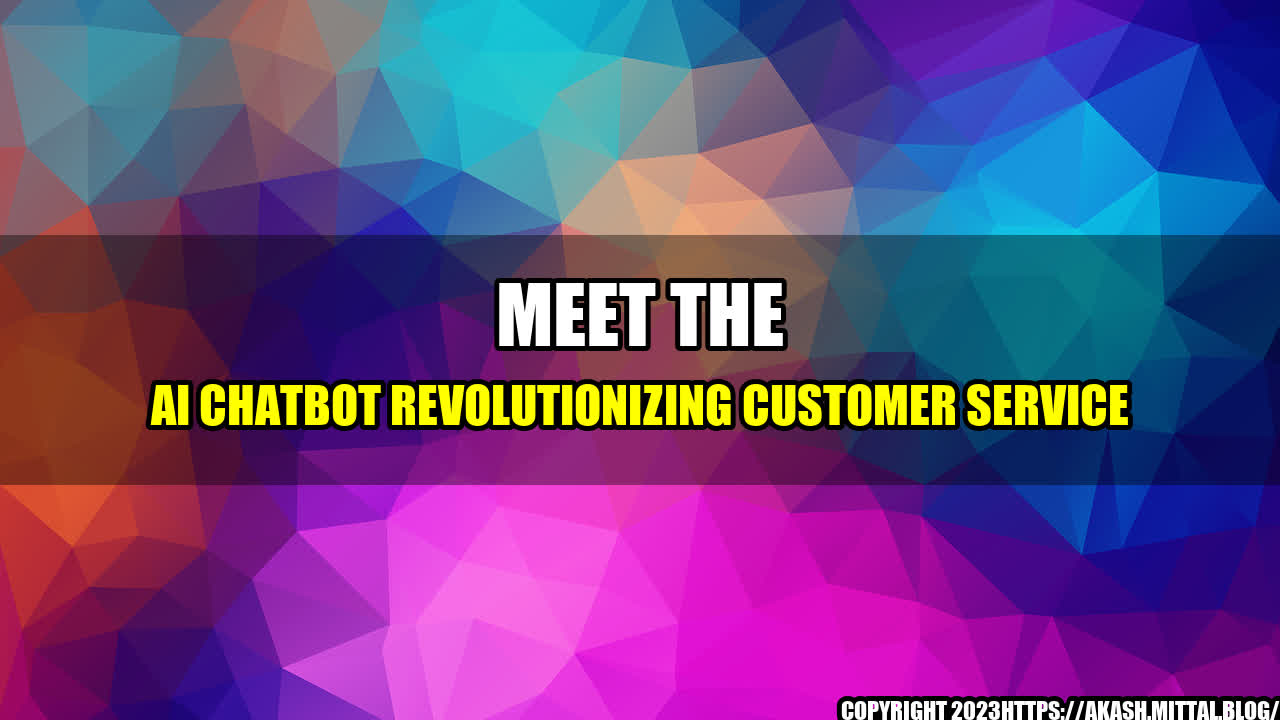 MEET THE
AI CHATBOT REVOLUTIONIZING CUSTOMER SERVICE
COPYRIGHT 2023HTTPS://AKASH.MITTAL.BLOG/